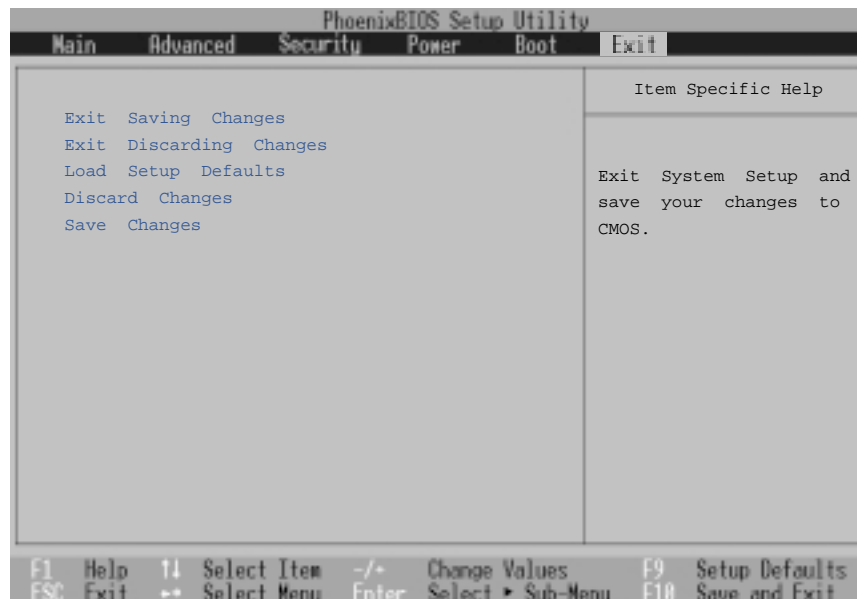 PhoenixBIOS Setup Utility
Main Advanced Security Power Boot Exit
Item Specific Help
Exit Saving Changes
Exit Discarding Changes
Load Setup Defaults
Discard Changes
Save Changes
Exit System Setup and
save your changes to
CMOS.
F1 Help ↑↓ Select Item -/+ Change Values F9 Setup Defaults
ESC Exit ←→ Select Menu Enter Select ▸ Sub-Menu F10 Save and Exit